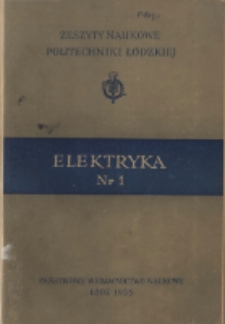 ZESZYTY NAUKOWE
POLITECHNIKI ŁÓDZKIEJ
ELEKTRYKA
Nr 1
PAŃSTWOWE WYDAWNICTWO NAUKOWE
ŁÓDŹ 1955